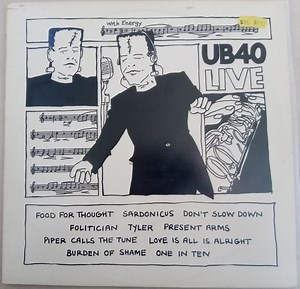 With Energy
UB40
LIVE
FOOD FOR THOUGHT SARDONICUS DON'T SLOW DOWN
FOLITICIAN TYLER PRESENT ARMS
PIPER CALLS THE TUNE LOVE IS ALL IS ALRIGHT
BURDEN OF SHAME ONE IN TEN